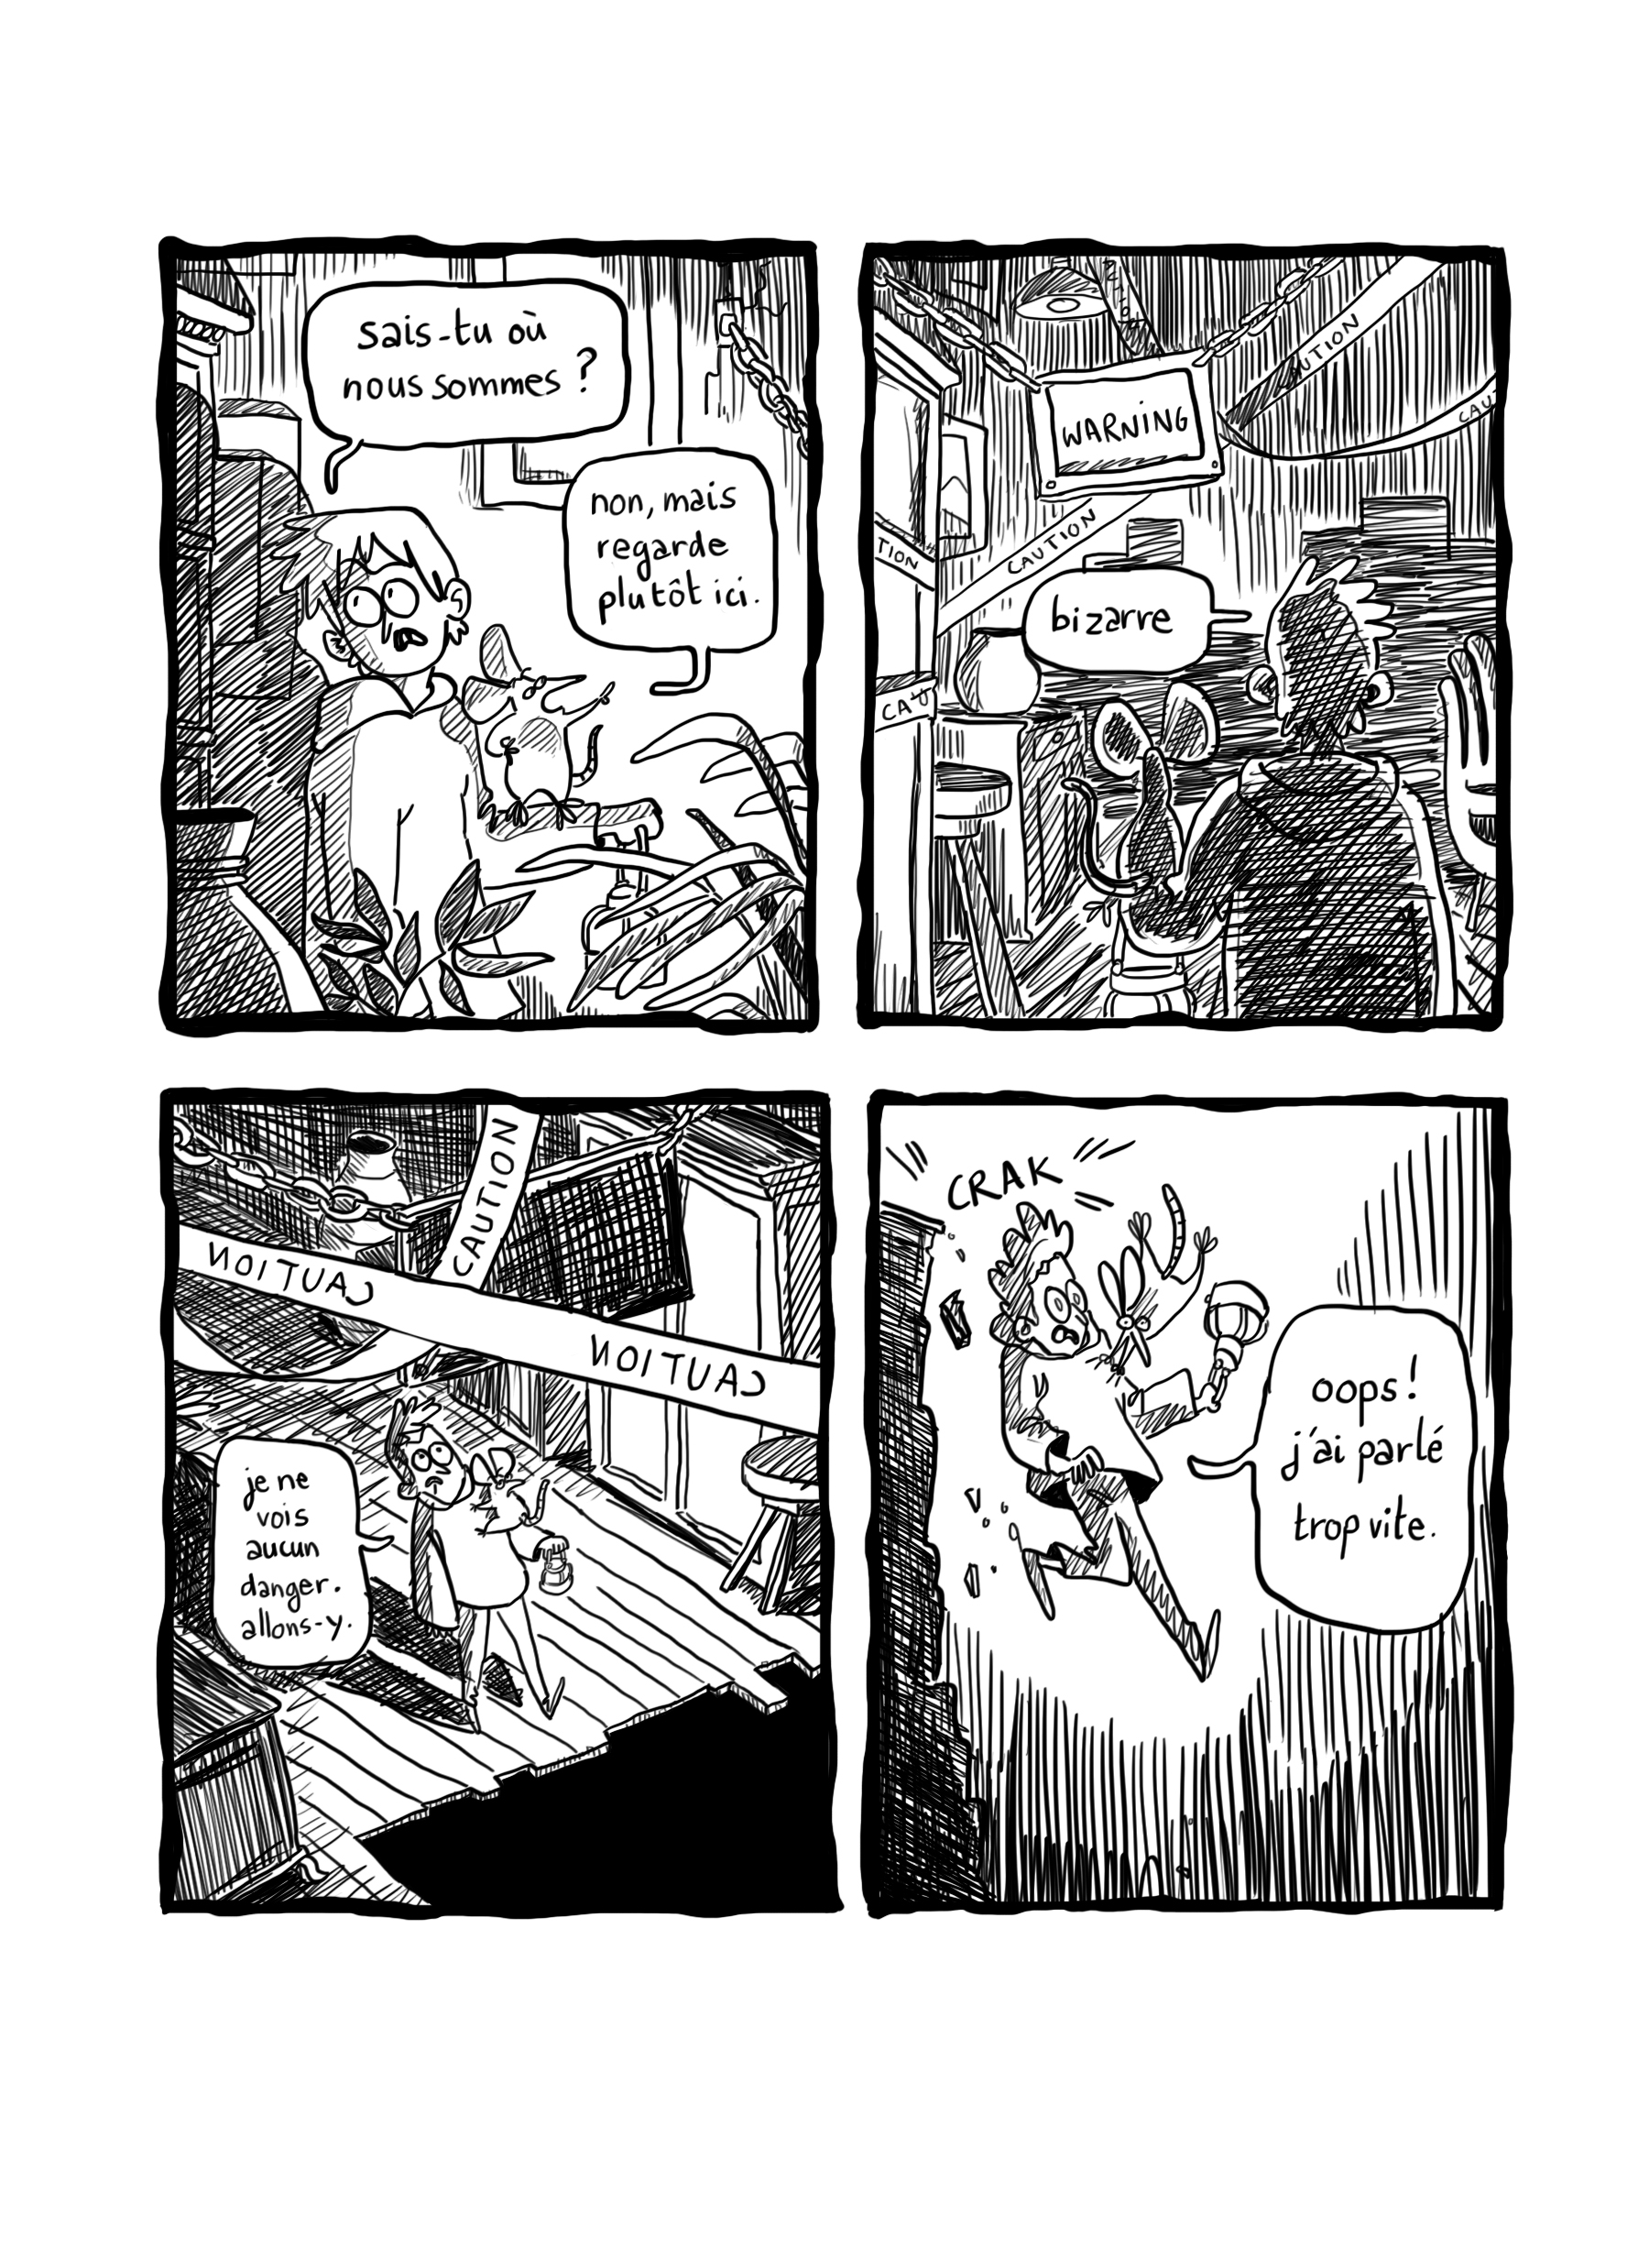 sais-tu où
nous sommes ?
non, mais
regarde
plutôt ici.
CAUTION
CAUTION
CAU
WARNING
CAUTION
TION
CAU
bizarre
CAUTION
CAUTION
CAUTION
je ne
vois
aucun
danger.
allons-y.
CRAK
oops !
j'ai parlé
trop vite.